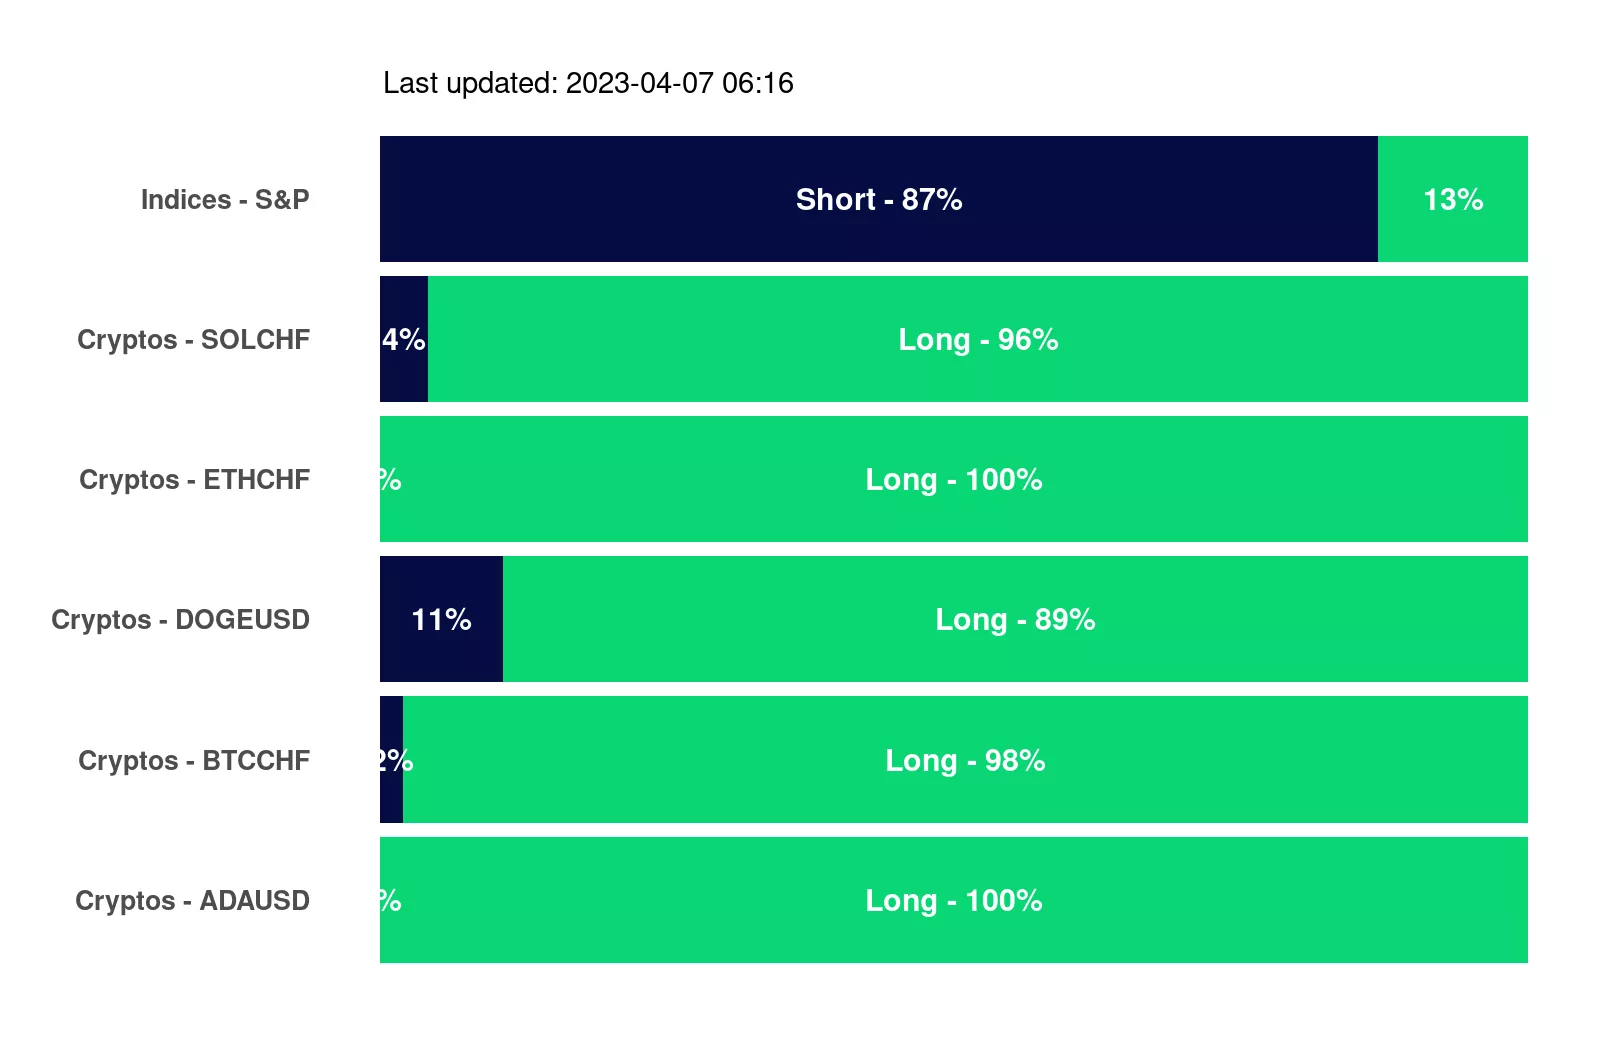 Last updated: 2023-04-07 06:16
Indices - S&P Short - 87% 13%
Cryptos - SOLCHF 4% Long - 96%
Cryptos - ETHCHF % Long - 100%
Cryptos - DOGEUSD 11% Long - 89%
Cryptos - BTCCHF 2% Long - 98%
Cryptos - ADAUSD % Long - 100%